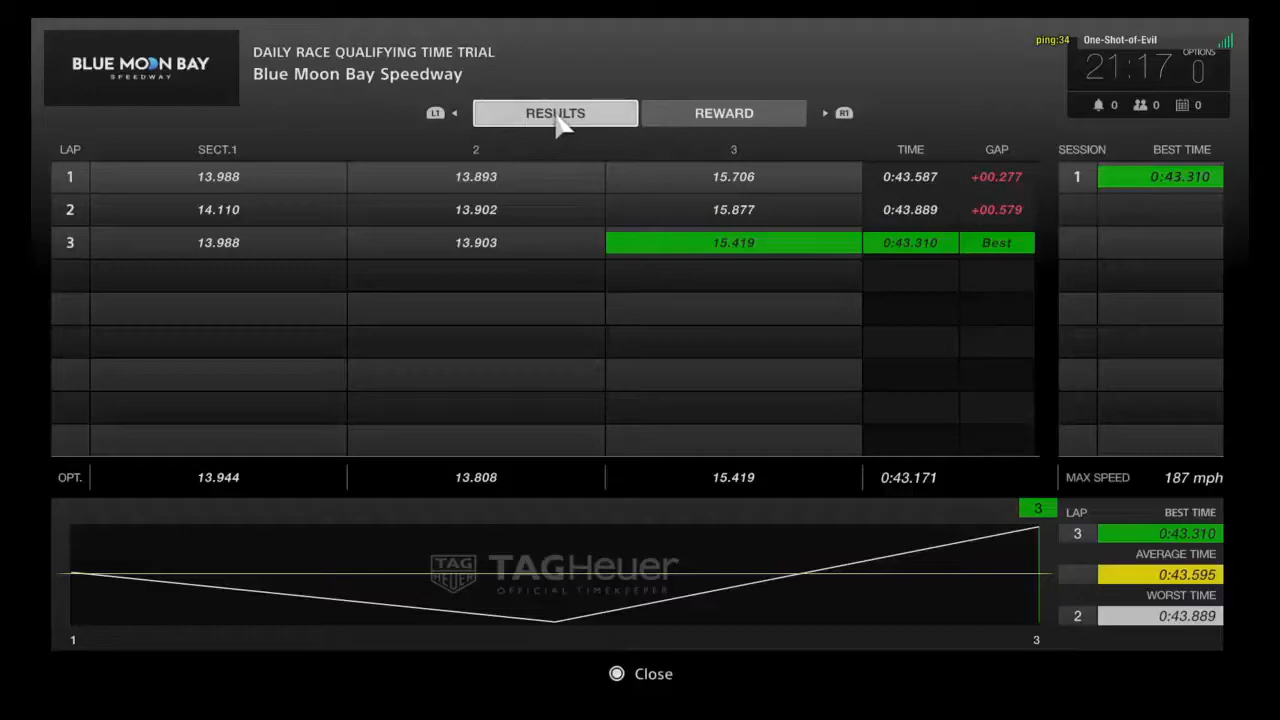 BLUE MOON BAY
SPEEDWAY
DAILY RACE QUALIFYING TIME TRIAL
Blue Moon Bay Speedway
ping:34 One-Shot-of-Evil
OPTIONS
21:17 0
0 0 0
L1 RESULTS REWARD R1
LAP SECT.1 2 3 TIME GAP
1 13.988 13.893 15.706 0:43.587 +00.277
2 14.110 13.902 15.877 0:43.889 +00.579
3 13.988 13.903 15.419 0:43.310 Best
OPT. 13.944 13.808 15.419 0:43.171
SESSION BEST TIME
1 0:43.310
MAX SPEED 187 mph
3
TAG HEUER TAGHeuer
OFFICIAL TIMEKEEPER
1 3
LAP BEST TIME
3 0:43.310
AVERAGE TIME
0:43.595
WORST TIME
2 0:43.889
Close